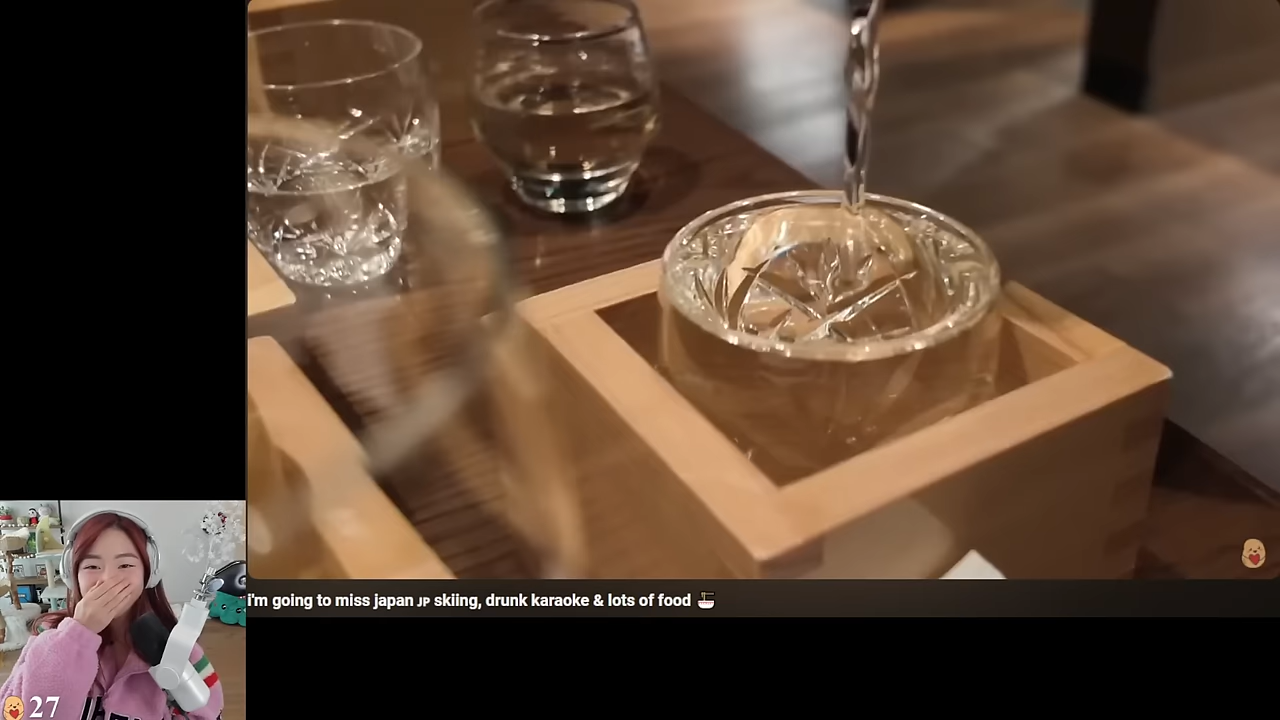 i'm going to miss japan JP skiing, drunk karaoke & lots of food 🍜
27